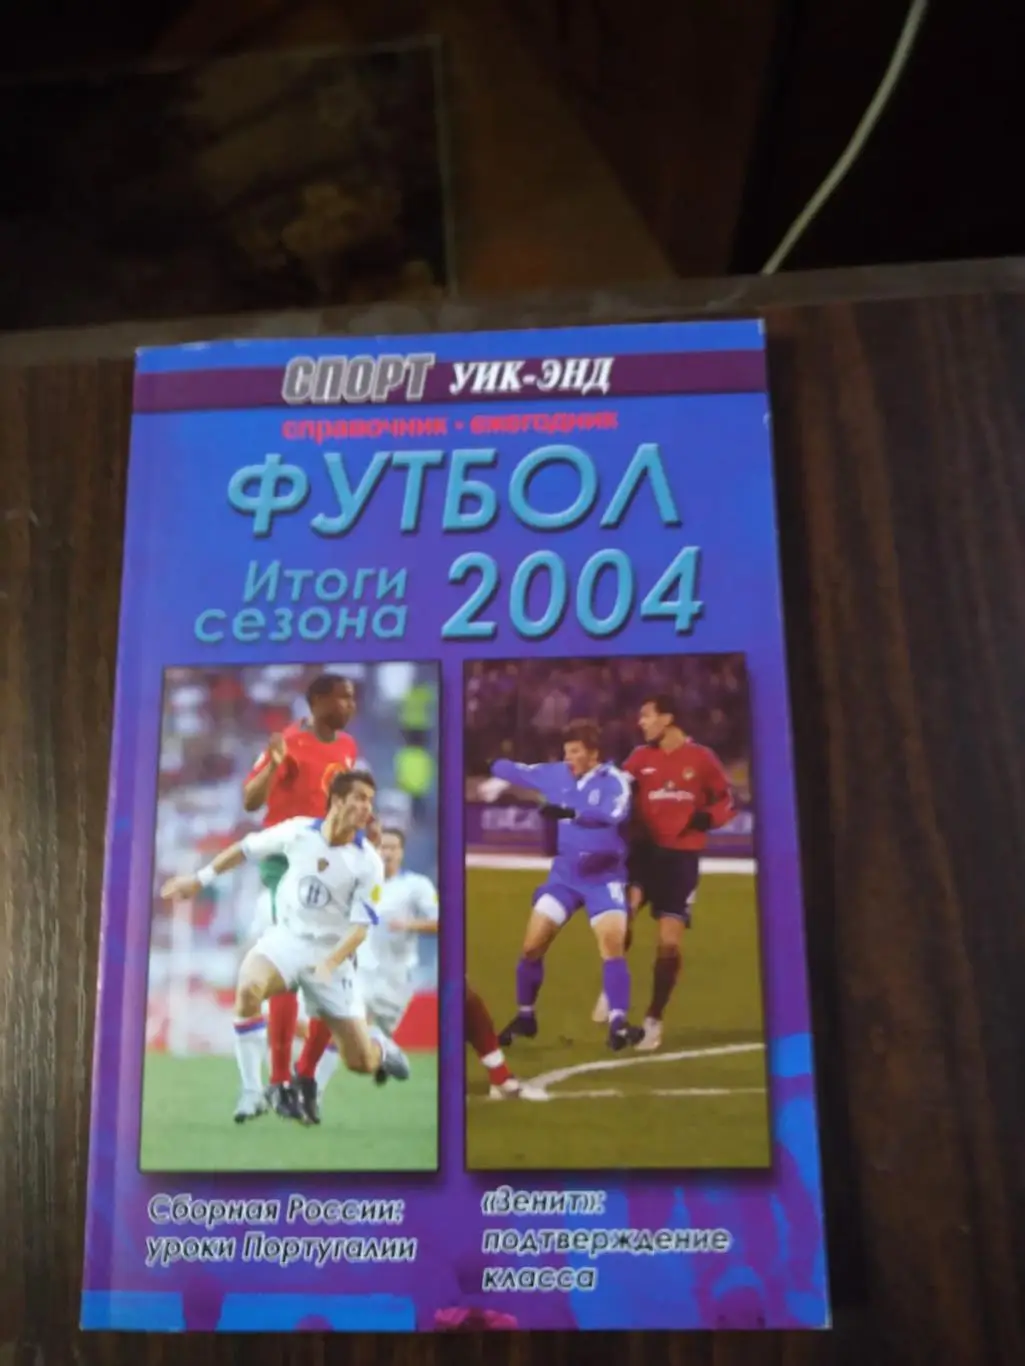 СПОРТ УИК-ЭНД
справочник • ежегодник
ФУТБОЛ
Итоги
сезона 2004
Сборная России:
уроки Португалии
«Зенит»:
подтверждение
класса